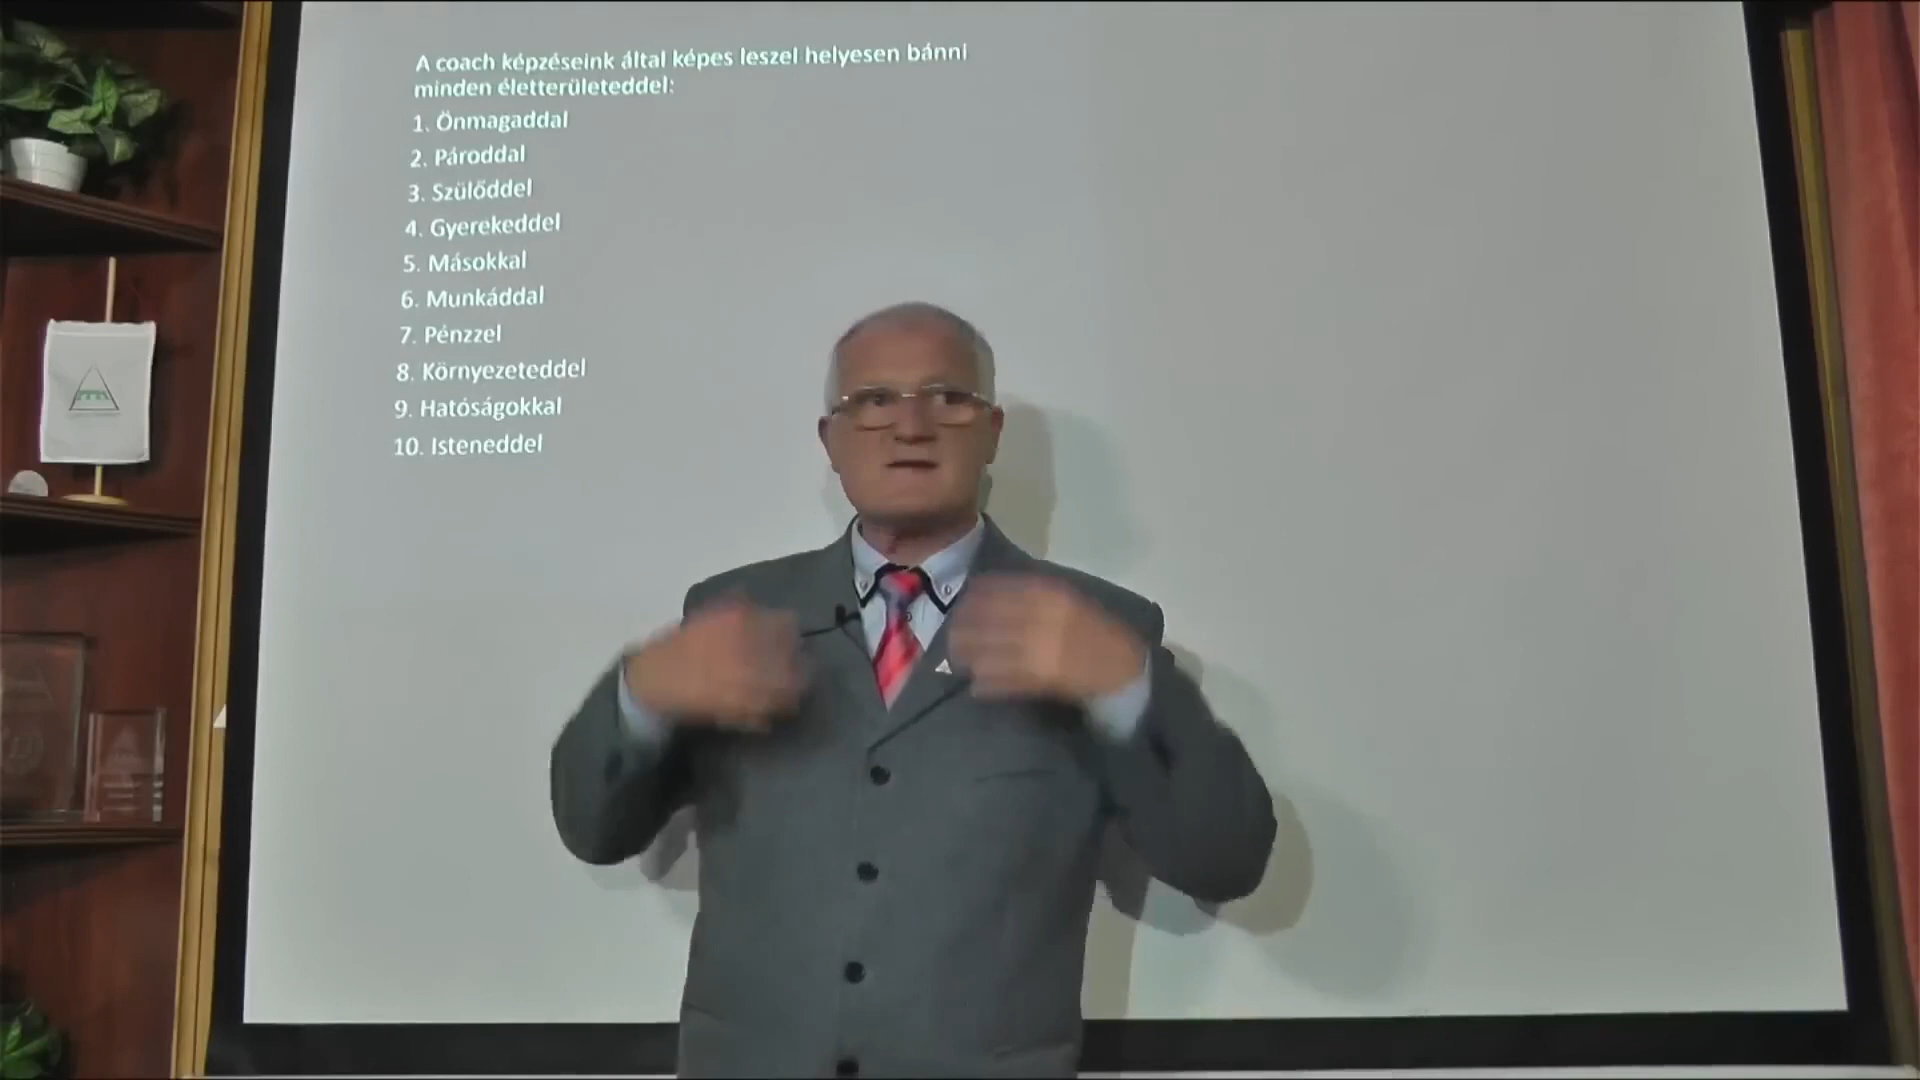 A coach képzéseink által képes leszel helyesen bánni
minden életterületeddel:
1. Önmagaddal
2. Pároddal
3. Szülőddel
4. Gyerekeddel
5. Másokkal
6. Munkáddal
7. Pénzzel
8. Környezeteddel
9. Hatóságokkal
10. Isteneddel